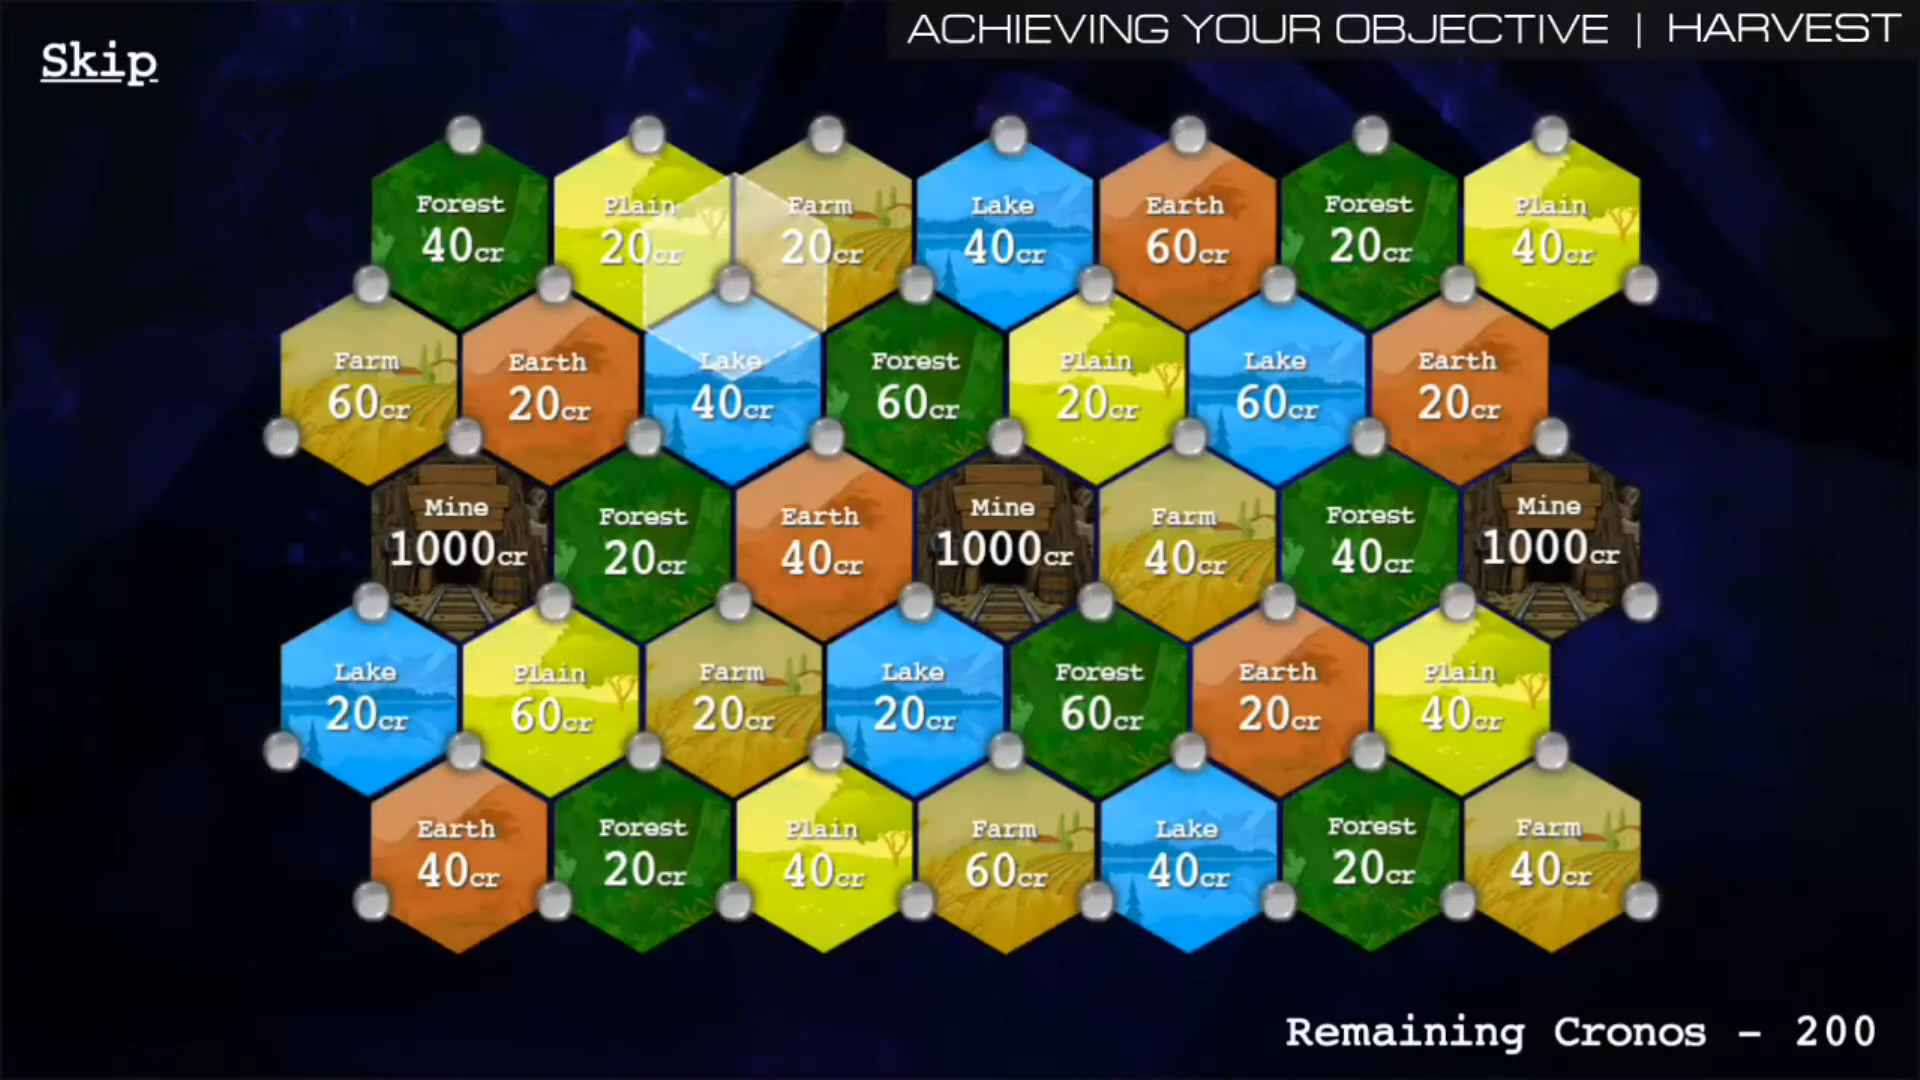 ACHIEVING YOUR OBJECTIVE | HARVEST
Skip
Forest Plain Farm Lake Earth Forest Plain
40cr 20cr 20cr 40cr 60cr 20cr 40cr
Farm Earth Lake Forest Plain Lake Earth
60cr 20cr 40cr 60cr 20cr 60cr 20cr
Mine Forest Earth Mine Farm Forest Mine
1000cr 20cr 40cr 1000cr 40cr 40cr 1000cr
Lake Plain Farm Lake Forest Earth Plain
20cr 60cr 20cr 20cr 60cr 20cr 40cr
Earth Forest Plain Farm Lake Forest Farm
40cr 20cr 40cr 60cr 40cr 20cr 40cr
Remaining Cronos - 200